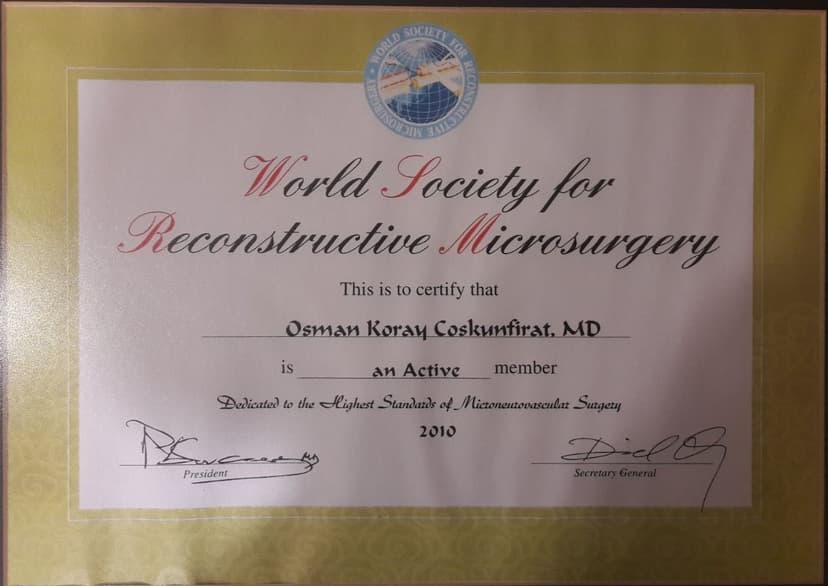 WORLD SOCIETY FOR RECONSTRUCTIVE MICROSURGERY
World Society for
Reconstructive Microsurgery
This is to certify that
Osman Koray Coskunfirat, MD
is an Active member
Dedicated to the Highest Standards of Microneurovascular Surgery
2010
MD
President
Secretary General